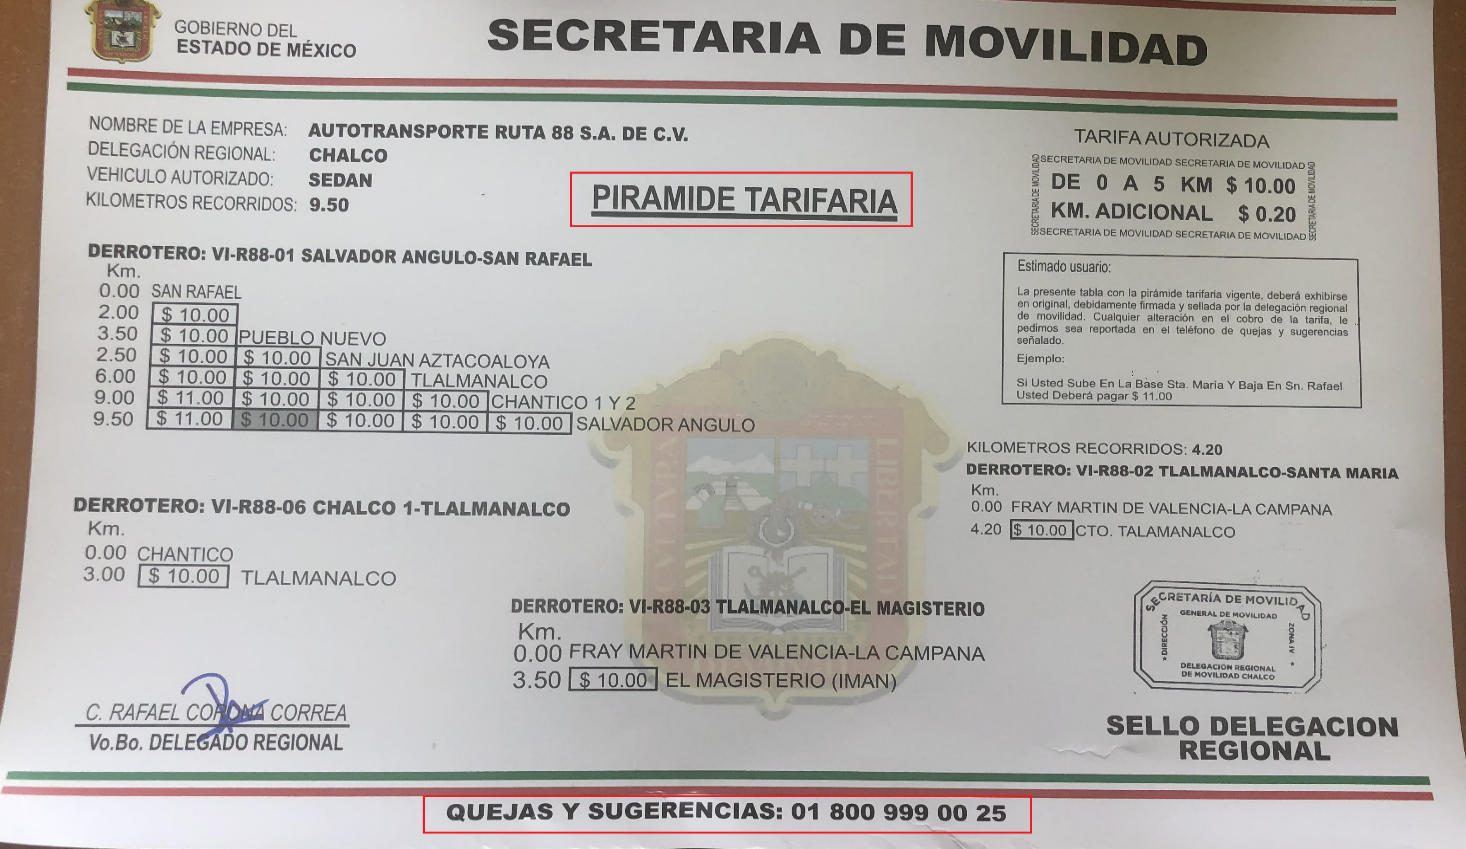 GOBIERNO DEL
ESTADO DE MÉXICO
SECRETARIA DE MOVILIDAD
NOMBRE DE LA EMPRESA: AUTOTRANSPORTE RUTA 88 S.A. DE C.V.
DELEGACIÓN REGIONAL: CHALCO
VEHICULO AUTORIZADO: SEDAN
KILOMETROS RECORRIDOS: 9.50
PIRAMIDE TARIFARIA
TARIFA AUTORIZADA
SECRETARIA DE MOVILIDAD SECRETARIA DE MOVILIDAD
SECRETARIA DE MOVILIDAD
DE 0 A 5 KM $ 10.00
KM. ADICIONAL $ 0.20
SECRETARIA DE MOVILIDAD
SECRETARIA DE MOVILIDAD SECRETARIA DE MOVILIDAD
Estimado usuario:
La presente tabla con la pirámide tarifaria vigente, deberá exhibirse
en original, debidamente firmada y sellada por la delegación regional
de movilidad. Cualquier alteración en el cobro de la tarifa, le
pedimos sea reportada en el teléfono de quejas y sugerencias
señalado.
Ejemplo:
Si Usted Sube En La Base Sta. Maria Y Baja En Sn. Rafael
Usted Deberá pagar $ 11.00
DERROTERO: VI-R88-01 SALVADOR ANGULO-SAN RAFAEL
Km.
0.00 SAN RAFAEL
2.00 $ 10.00
3.50 $ 10.00 PUEBLO NUEVO
2.50 $ 10.00 $ 10.00 SAN JUAN AZTACOALOYA
6.00 $ 10.00 $ 10.00 $ 10.00 TLALMANALCO
9.00 $ 11.00 $ 10.00 $ 10.00 $ 10.00 CHANTICO 1 Y 2
9.50 $ 11.00 $ 10.00 $ 10.00 $ 10.00 $ 10.00 SALVADOR ANGULO
KILOMETROS RECORRIDOS: 4.20
DERROTERO: VI-R88-02 TLALMANALCO-SANTA MARIA
Km.
0.00 FRAY MARTIN DE VALENCIA-LA CAMPANA
4.20 $ 10.00 CTO. TALAMANALCO
DERROTERO: VI-R88-06 CHALCO 1-TLALMANALCO
Km.
0.00 CHANTICO
3.00 $ 10.00 TLALMANALCO
DERROTERO: VI-R88-03 TLALMANALCO-EL MAGISTERIO
Km.
0.00 FRAY MARTIN DE VALENCIA-LA CAMPANA
3.50 $ 10.00 EL MAGISTERIO (IMAN)
SECRETARÍA DE MOVILIDAD
DIRECCIÓN
GENERAL DE MOVILIDAD
ZONA IV
DELEGACION REGIONAL
DE MOVILIDAD CHALCO
C. RAFAEL CORONA CORREA
Vo.Bo. DELEGADO REGIONAL
SELLO DELEGACION
REGIONAL
QUEJAS Y SUGERENCIAS: 01 800 999 00 25